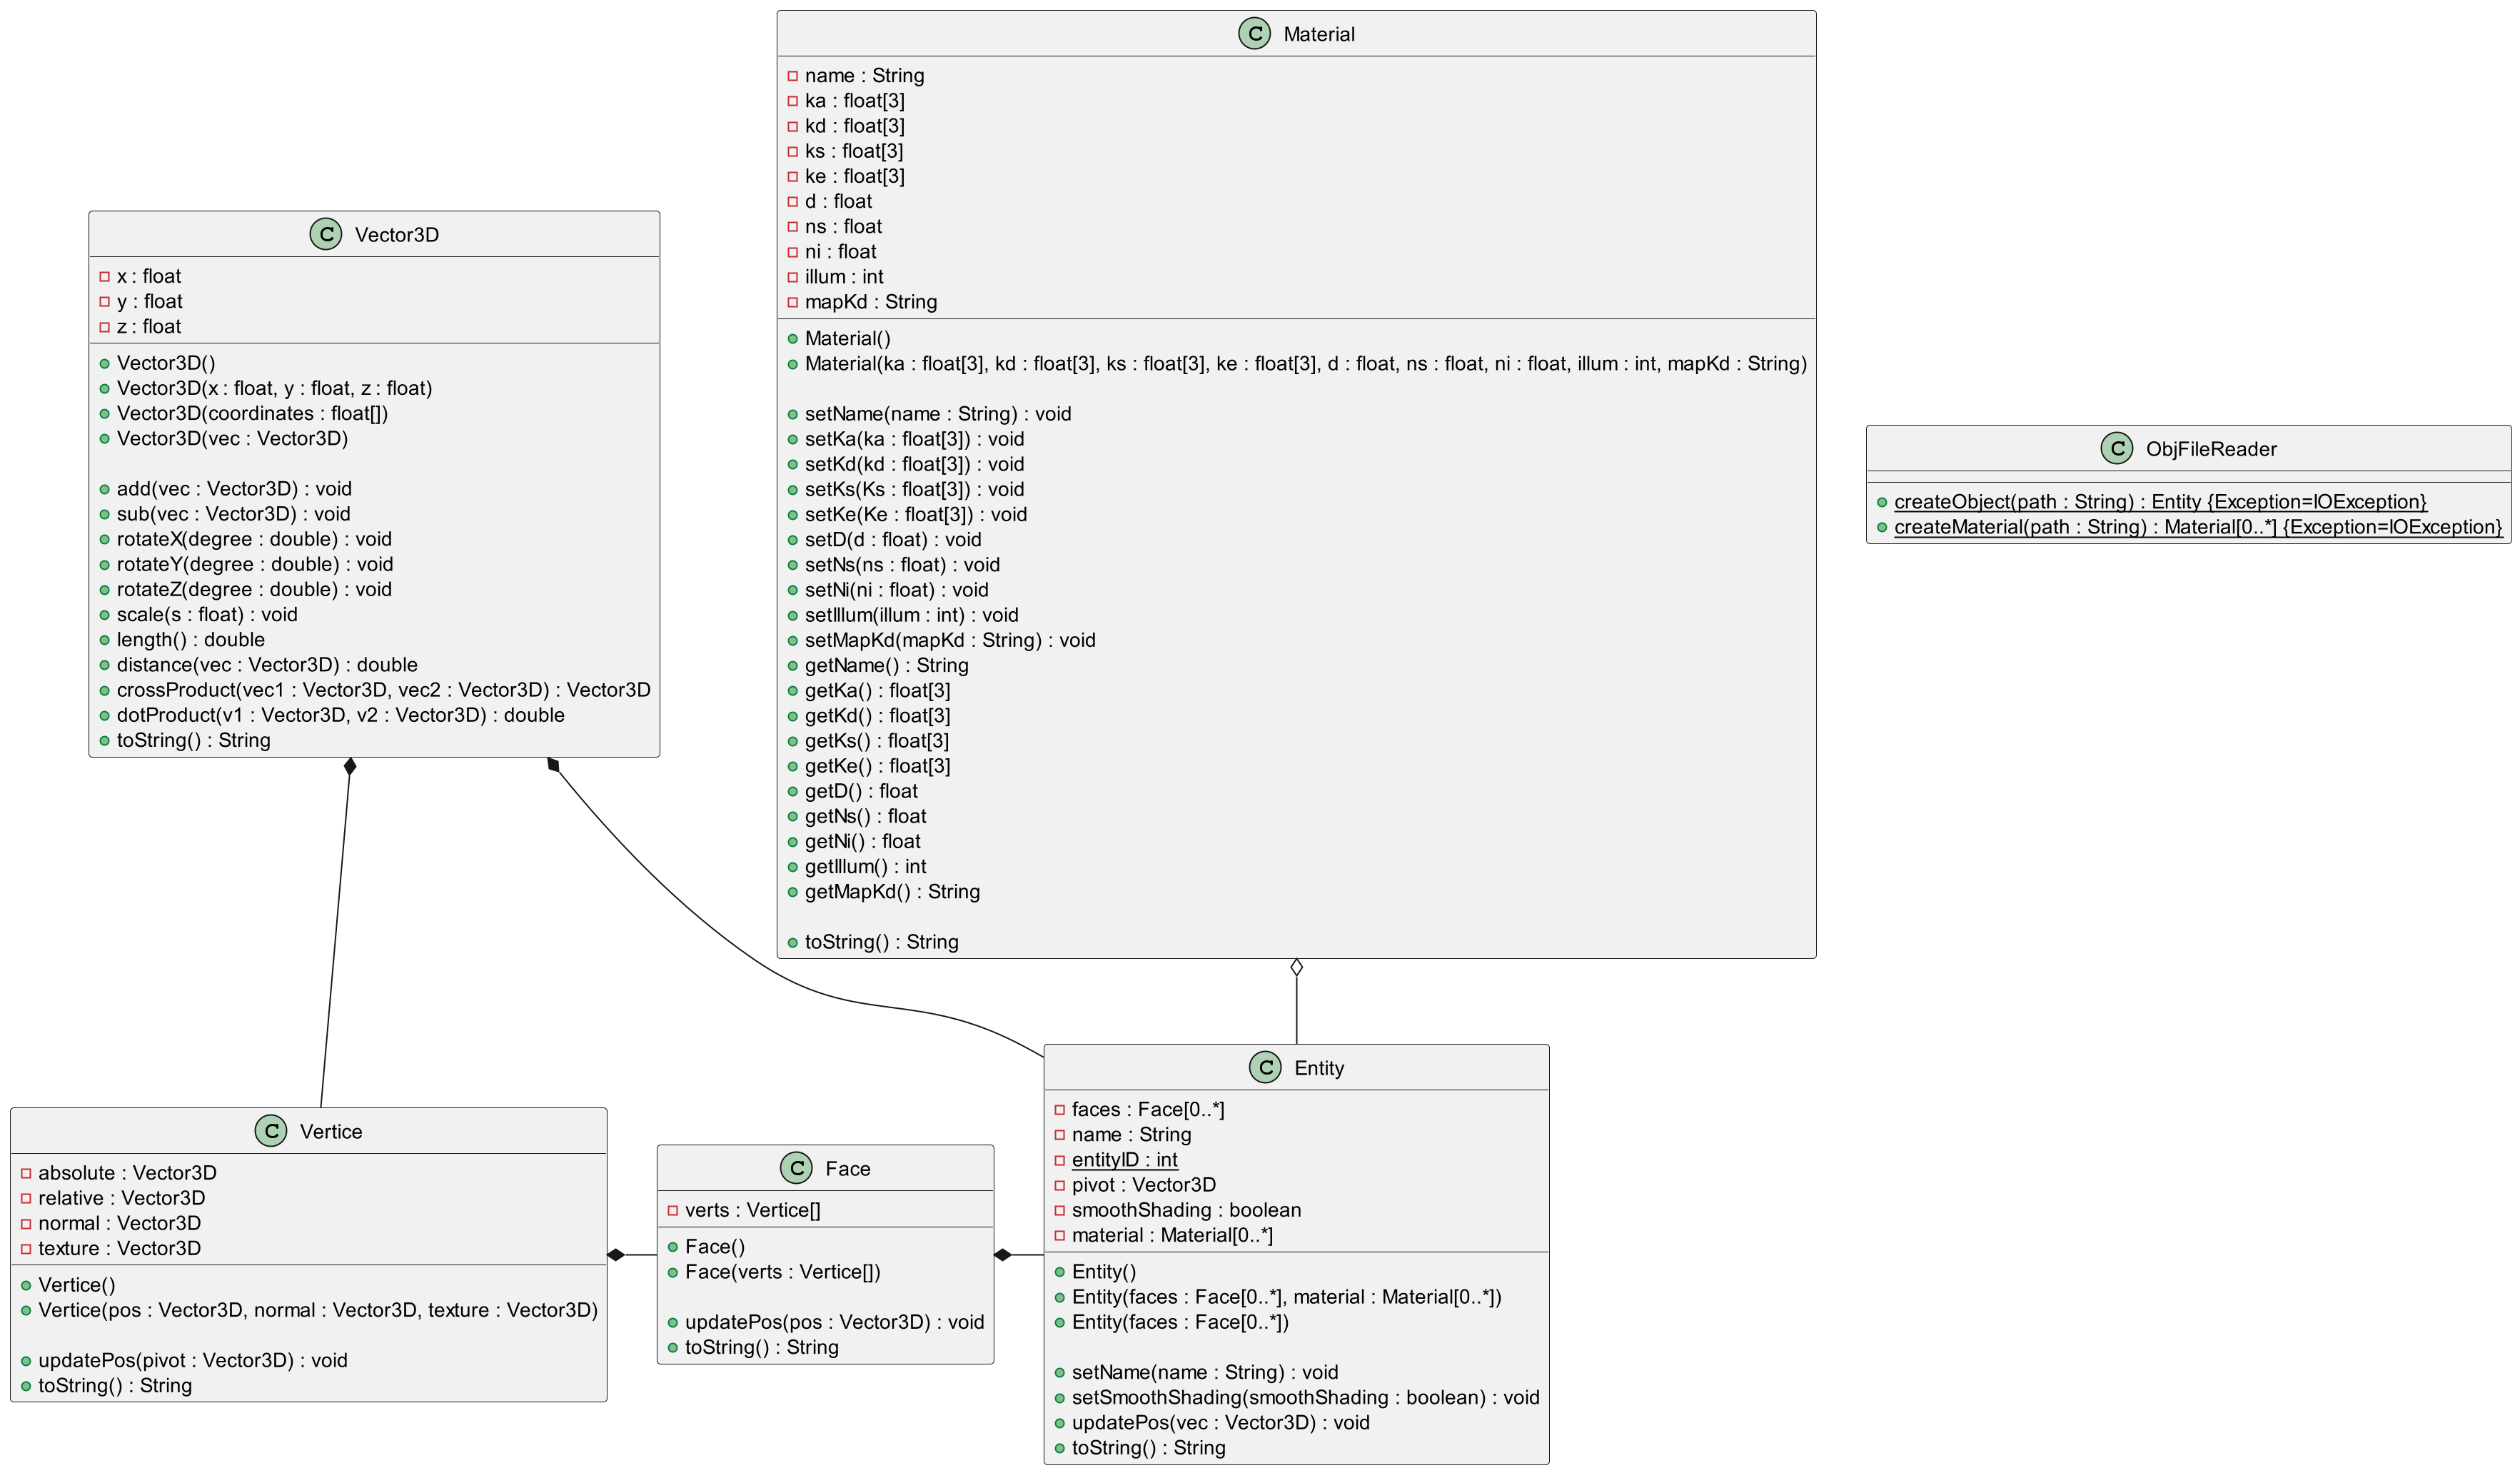 C Material
name : String
ka : float[3]
kd : float[3]
ks : float[3]
ke : float[3]
d : float
ns : float
ni : float
illum : int
mapKd : String
Material()
Material(ka : float[3], kd : float[3], ks : float[3], ke : float[3], d : float, ns : float, ni : float, illum : int, mapKd : String)
setName(name : String) : void
setKa(ka : float[3]) : void
setKd(kd : float[3]) : void
setKs(Ks : float[3]) : void
setKe(Ke : float[3]) : void
setD(d : float) : void
setNs(ns : float) : void
setNi(ni : float) : void
setIllum(illum : int) : void
setMapKd(mapKd : String) : void
getName() : String
getKa() : float[3]
getKd() : float[3]
getKs() : float[3]
getKe() : float[3]
getD() : float
getNs() : float
getNi() : float
getIllum() : int
getMapKd() : String
toString() : String
C Vector3D
x : float
y : float
z : float
Vector3D()
Vector3D(x : float, y : float, z : float)
Vector3D(coordinates : float[])
Vector3D(vec : Vector3D)
add(vec : Vector3D) : void
sub(vec : Vector3D) : void
rotateX(degree : double) : void
rotateY(degree : double) : void
rotateZ(degree : double) : void
scale(s : float) : void
length() : double
distance(vec : Vector3D) : double
crossProduct(vec1 : Vector3D, vec2 : Vector3D) : Vector3D
dotProduct(v1 : Vector3D, v2 : Vector3D) : double
toString() : String
C ObjFileReader
createObject(path : String) : Entity {Exception=IOException}
createMaterial(path : String) : Material[0..*] {Exception=IOException}
C Vertice
absolute : Vector3D
relative : Vector3D
normal : Vector3D
texture : Vector3D
Vertice()
Vertice(pos : Vector3D, normal : Vector3D, texture : Vector3D)
updatePos(pivot : Vector3D) : void
toString() : String
C Face
verts : Vertice[]
Face()
Face(verts : Vertice[])
updatePos(pos : Vector3D) : void
toString() : String
C Entity
faces : Face[0..*]
name : String
entityID : int
pivot : Vector3D
smoothShading : boolean
material : Material[0..*]
Entity()
Entity(faces : Face[0..*], material : Material[0..*])
Entity(faces : Face[0..*])
setName(name : String) : void
setSmoothShading(smoothShading : boolean) : void
updatePos(vec : Vector3D) : void
toString() : String